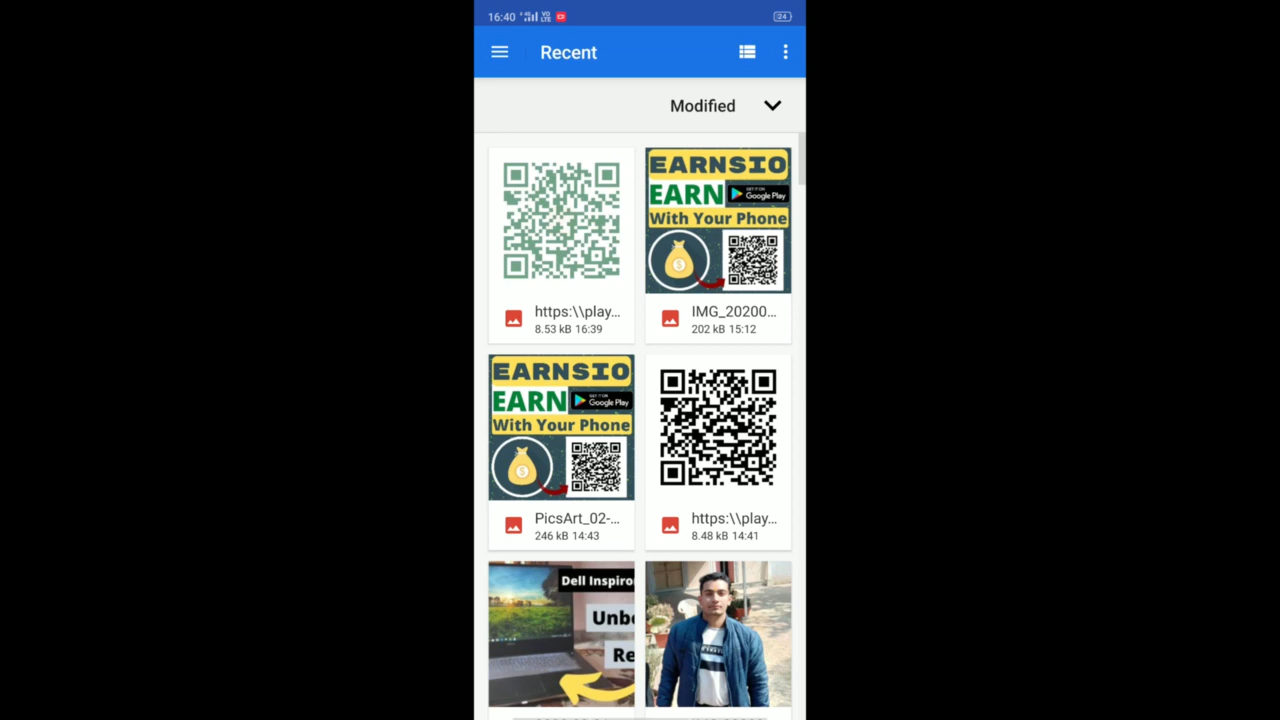 16:40
24
Recent
Modified
EARNSIO
EARN
GET IT ON
Google Play
With Your Phone
https:\\play...
8.53 kB 16:39
IMG_20200...
202 kB 15:12
EARNSIO
EARN
GET IT ON
Google Play
With Your Phone
PicsArt_02-...
246 kB 14:43
https:\\play...
8.48 kB 14:41
Dell Inspiro
Unb
Re